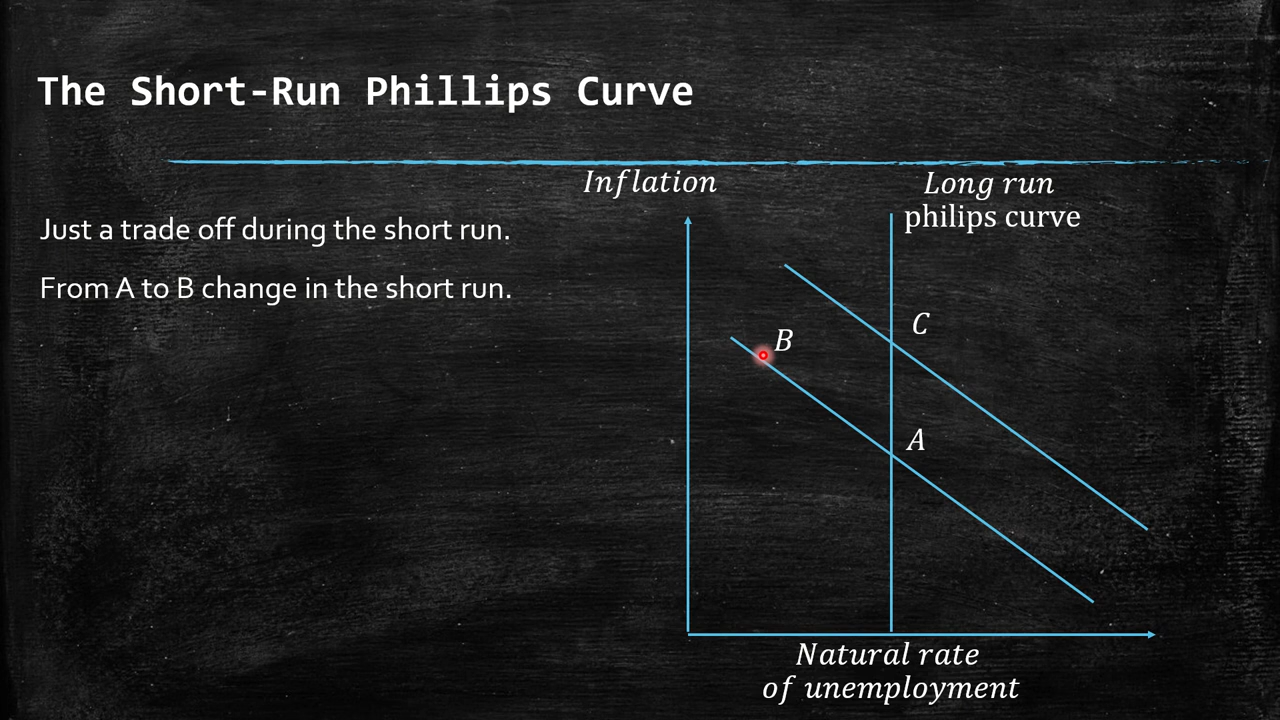 The Short-Run Phillips Curve
Just a trade off during the short run.
From A to B change in the short run.
Inflation
Long run
philips curve
B
C
A
Natural rate
of unemployment